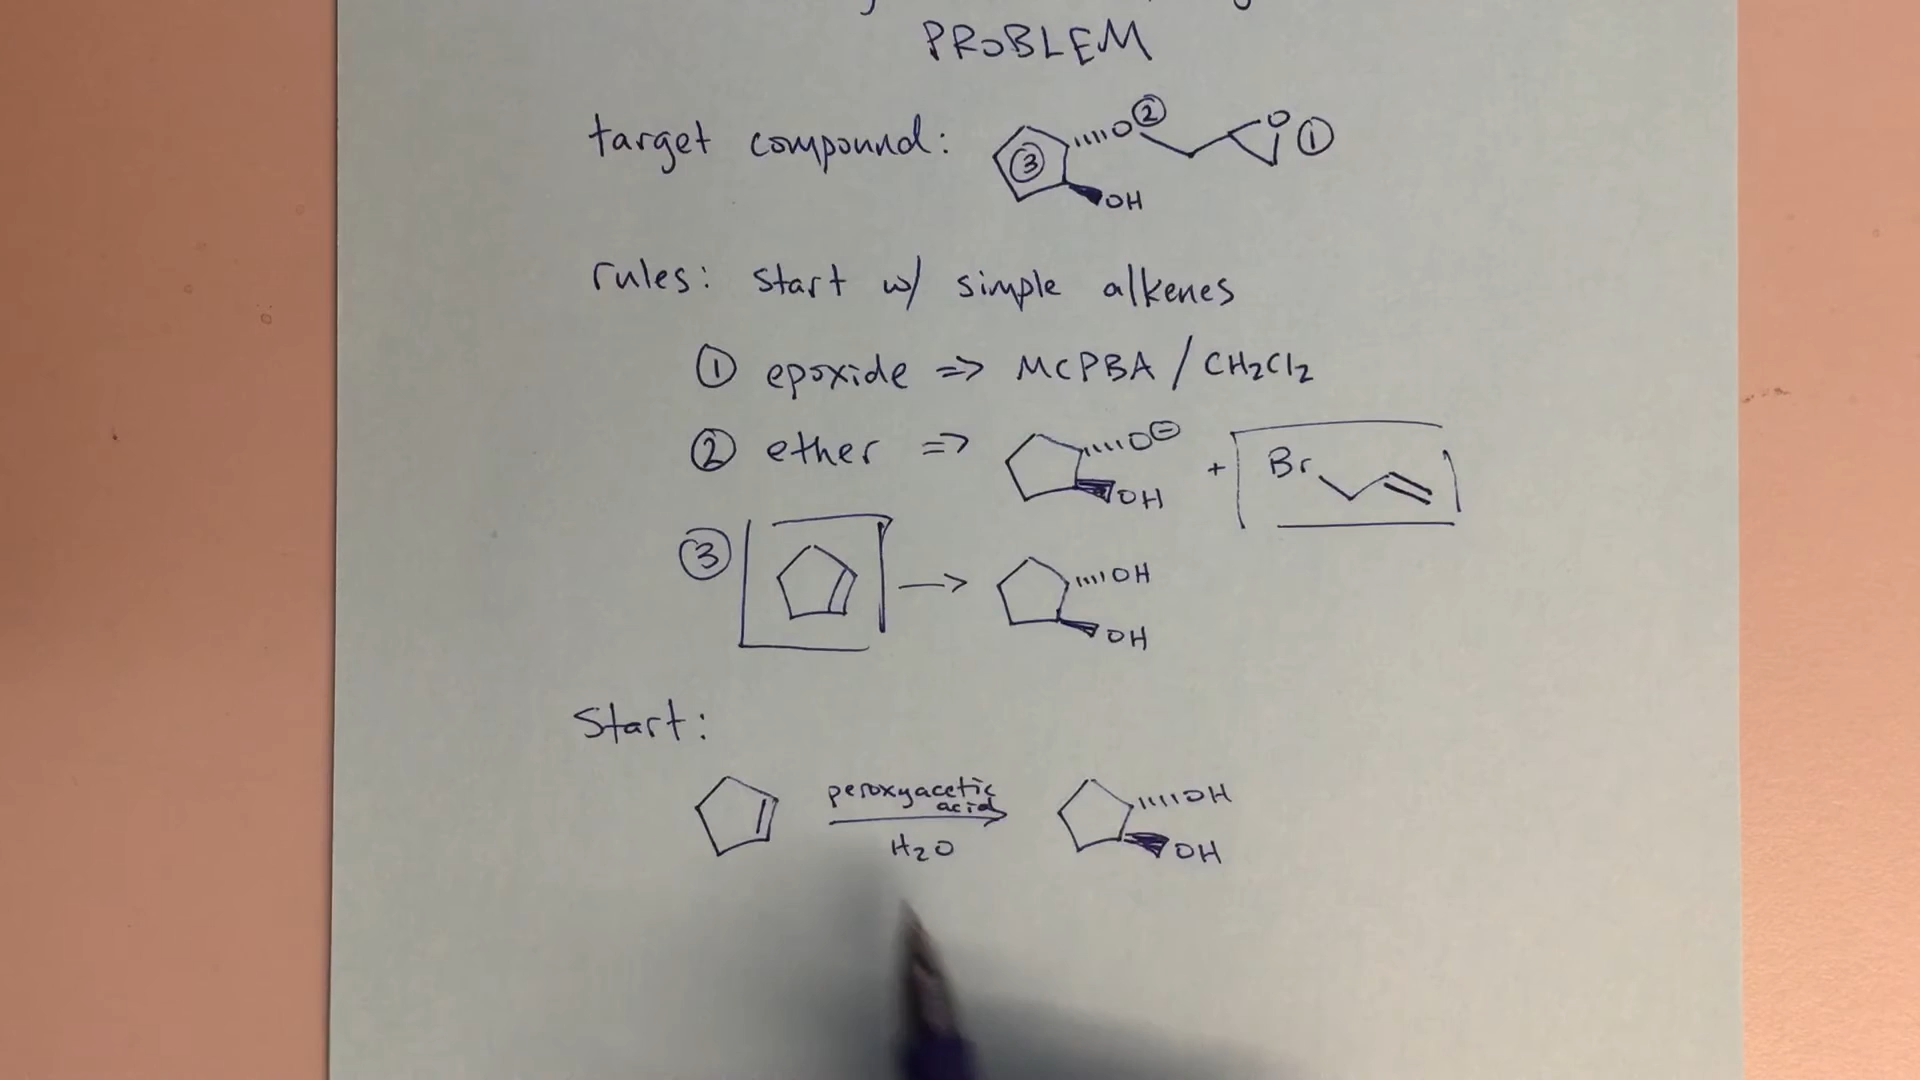 PROBLEM
target compound: ③ O ② O ①
OH
rules: start w/ simple alkenes
① epoxide => MCPBA / CH₂Cl₂
② ether => O⊖ + Br
OH
③ → OH
OH
Start:
peroxyacetic
acid
OH
H₂O
OH